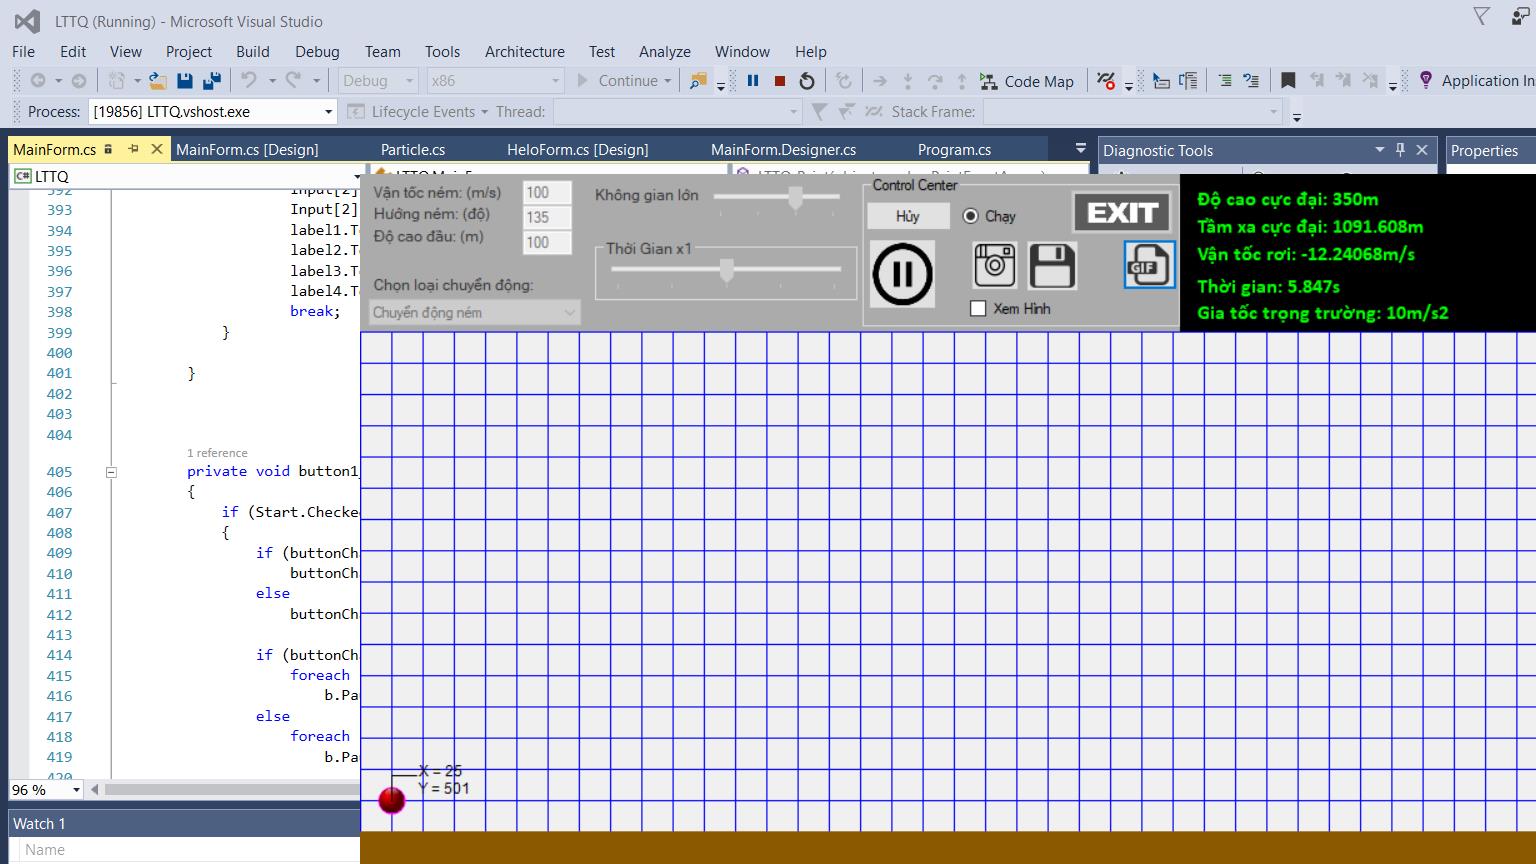 LTTQ (Running) - Microsoft Visual Studio
File Edit View Project Build Debug Team Tools Architecture Test Analyze Window Help
Debug x86 Continue Code Map Application In
Process: [19856] LTTQ.vshost.exe Lifecycle Events Thread: Stack Frame:
MainForm.cs MainForm.cs [Design] Particle.cs HeloForm.cs [Design] MainForm.Designer.cs Program.cs Diagnostic Tools Properties
C# LTTQ
392 Input[2]
393 Input[2]
394 label1.T
395 label2.T
396 label3.T
397 label4.T
398 break;
399 }
400
401 }
402
403
404
1 reference
405 private void button1
406 {
407 if (Start.Checke
408 {
409 if (buttonCh
410 buttonCh
411 else
412 buttonCh
413
414 if (buttonCh
415 foreach
416 b.Pa
417 else
418 foreach
419 b.Pa
420
96 %
Watch 1
Name
Vận tốc ném: (m/s) 100
Hướng ném: (độ) 135
Độ cao đầu: (m) 100
Chọn loại chuyển động:
Chuyển động ném
Không gian lớn
Thời Gian x1
Control Center
Hủy Chạy EXIT
GIF
Xem Hình
Độ cao cực đại: 350m
Tầm xa cực đại: 1091.608m
Vận tốc rơi: -12.24068m/s
Thời gian: 5.847s
Gia tốc trọng trường: 10m/s2
X = 25
Y = 501